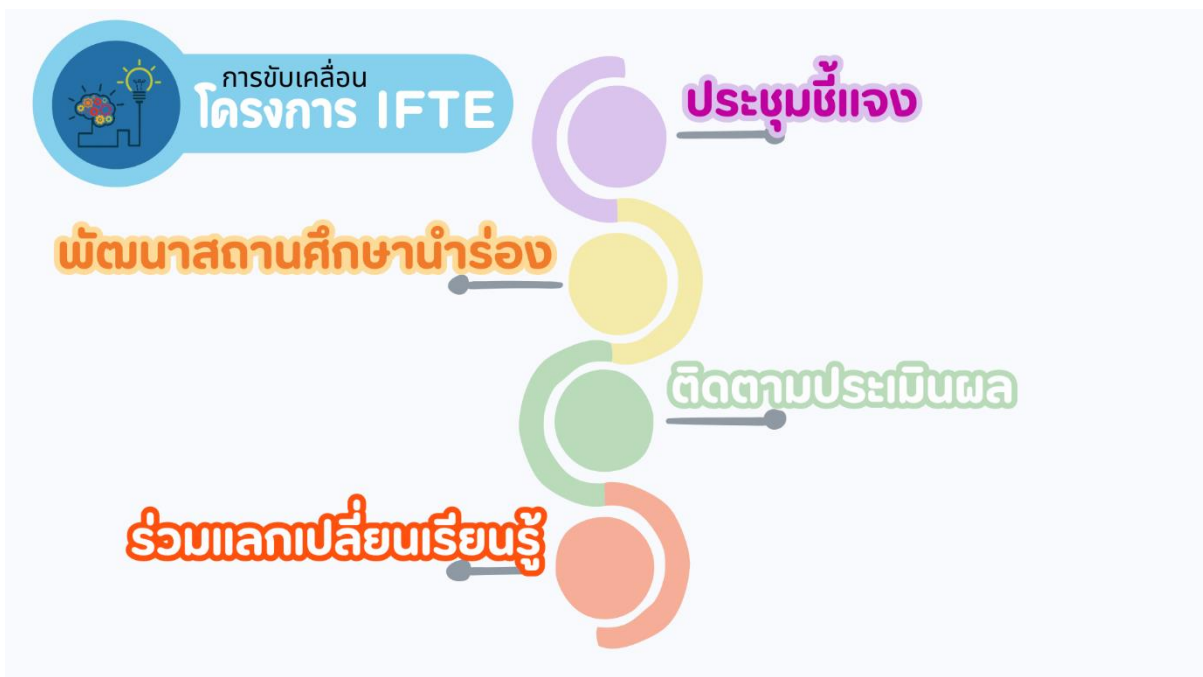 การขับเคลื่อน
โครงการ IFTE
ประชุมชี้แจง
พัฒนาสถานศึกษานำร่อง
ติดตามประเมินผล
ร่วมแลกเปลี่ยนเรียนรู้